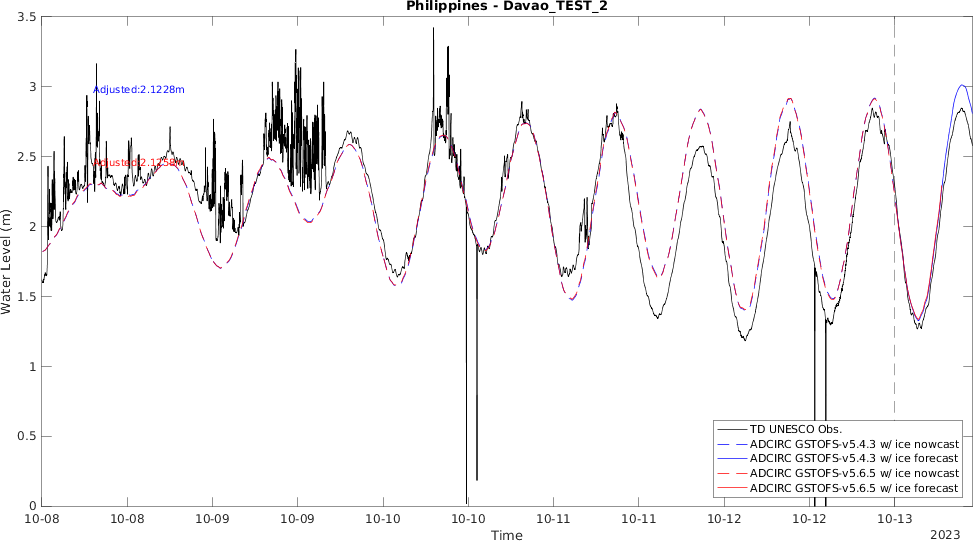 Philippines - Davao_TEST_2
Water Level (m)
3.5
3
2.5
2
1.5
1
0.5
0
Adjusted:2.1228m
TD UNESCO Obs.
ADCIRC GSTOFS-v5.4.3 w/ ice nowcast
ADCIRC GSTOFS-v5.4.3 w/ ice forecast
ADCIRC GSTOFS-v5.6.5 w/ ice nowcast
ADCIRC GSTOFS-v5.6.5 w/ ice forecast
10-08 10-08 10-09 10-09 10-10 10-10 10-11 10-11 10-12 10-12 10-13
Time
2023